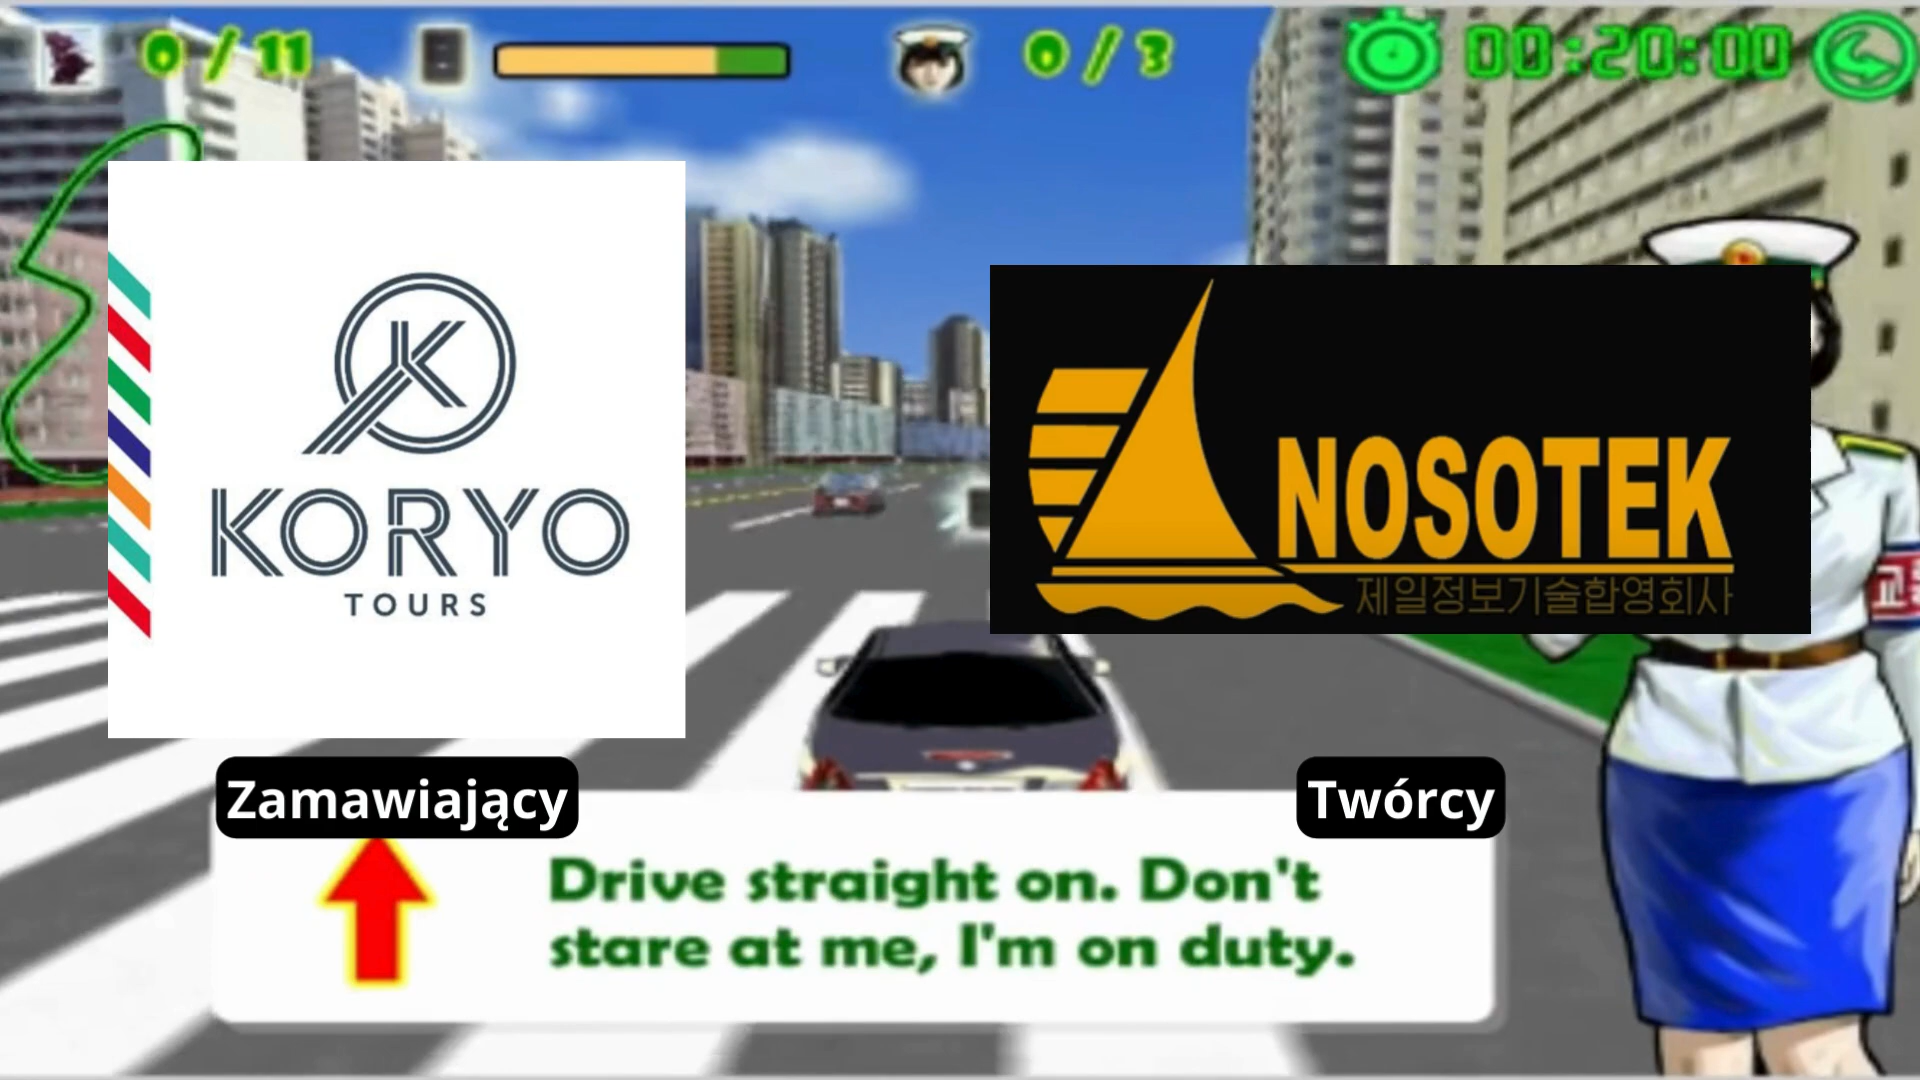 0 / 11
0 / 3
00:20:00
KORYO
TOURS
NOSOTEK
제일정보기술합영회사
Zamawiający
Twórcy
Drive straight on. Don't
stare at me, I'm on duty.